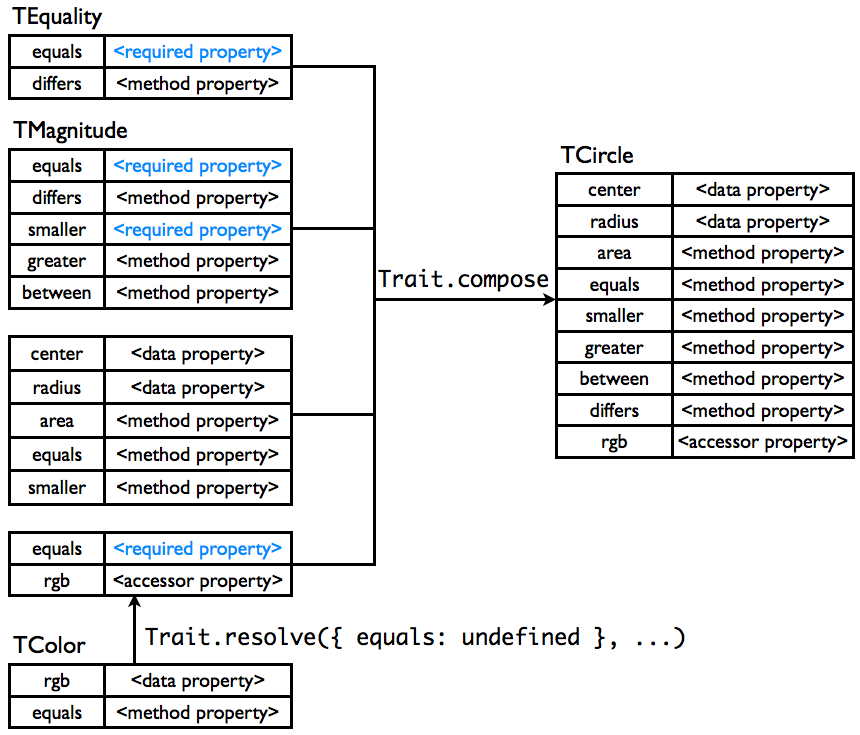 TEquality
equals <required property>
differs <method property>
TMagnitude
equals <required property>
differs <method property>
smaller <required property>
greater <method property>
between <method property>
center <data property>
radius <data property>
area <method property>
equals <method property>
smaller <method property>
equals <required property>
rgb <accessor property>
Trait.resolve({ equals: undefined }, ...)
TColor
rgb <data property>
equals <method property>
Trait.compose
TCircle
center <data property>
radius <data property>
area <method property>
equals <method property>
smaller <method property>
greater <method property>
between <method property>
differs <method property>
rgb <accessor property>